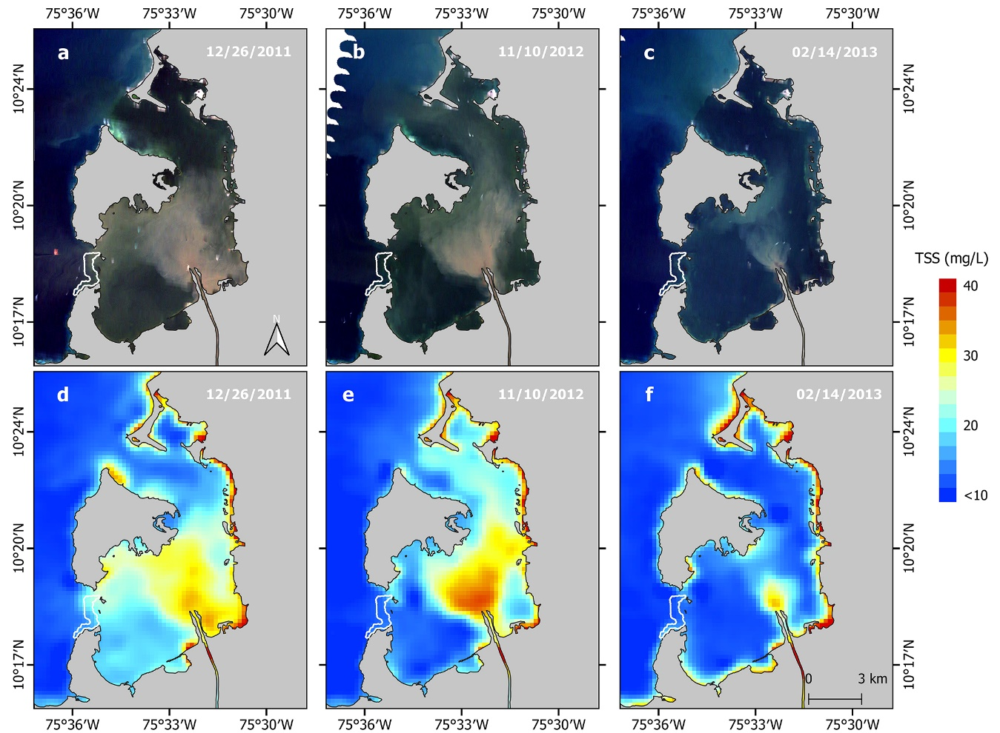 75°36′W 75°33′W 75°30′W 75°36′W 75°33′W 75°30′W 75°36′W 75°33′W 75°30′W
a 12/26/2011 b 11/10/2012 c 02/14/2013
10°24′N 10°24′N
10°20′N 10°20′N
10°17′N 10°17′N
N
TSS (mg/L)
40
30
20
<10
d 12/26/2011 e 11/10/2012 f 02/14/2013
10°24′N 10°24′N
10°20′N 10°20′N
10°17′N 10°17′N
0 3 km
75°36′W 75°33′W 75°30′W 75°36′W 75°33′W 75°30′W 75°36′W 75°33′W 75°30′W